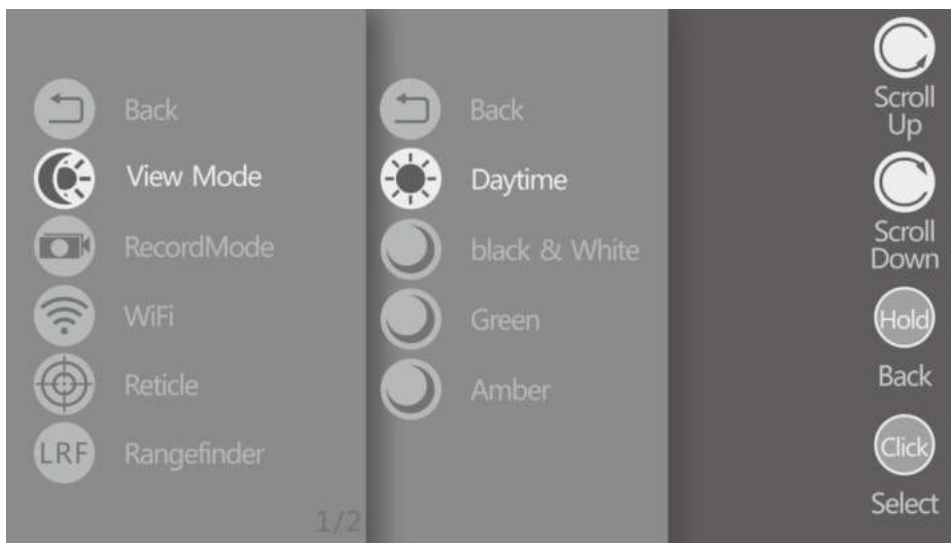 Back
View Mode
RecordMode
WiFi
Reticle
LRF Rangefinder
1/2
Back
Daytime
black & White
Green
Amber
Scroll
Up
Scroll
Down
Hold
Back
Click
Select